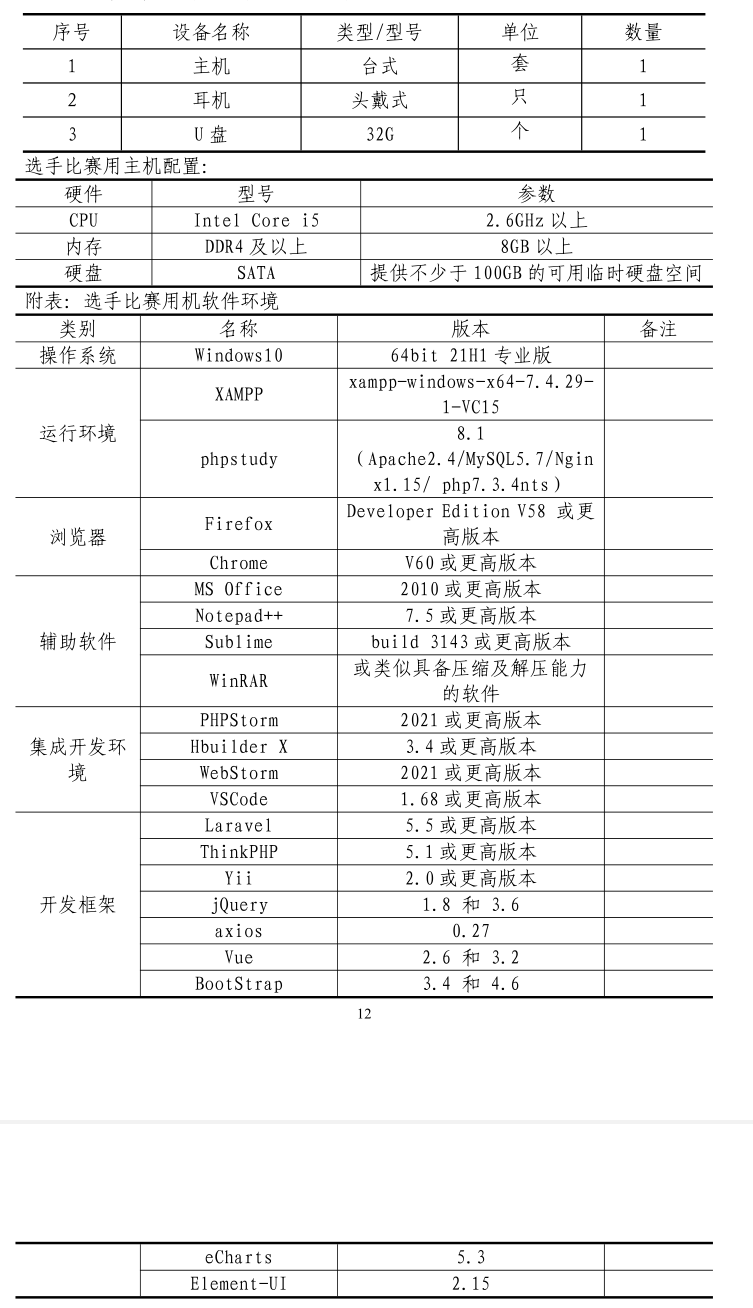 序号 设备名称 类型/型号 单位 数量
1 主机 台式 套 1
2 耳机 头戴式 只 1
3 U 盘 32G 个 1
选手比赛用主机配置:
硬件 型号 参数
CPU Intel Core i5 2.6GHz 以上
内存 DDR4 及以上 8GB 以上
硬盘 SATA 提供不少于 100GB 的可用临时硬盘空间
附表: 选手比赛用机软件环境
类别 名称 版本 备注
操作系统 Windows10 64bit 21H1 专业版
运行环境 XAMPP xampp-windows-x64-7.4.29-
1-VC15
phpstudy 8.1
（Apache2.4/MySQL5.7/Ngin
x1.15/ php7.3.4nts）
浏览器 Firefox Developer Edition V58 或更
高版本
Chrome V60 或更高版本
辅助软件 MS Office 2010 或更高版本
Notepad++ 7.5 或更高版本
Sublime build 3143 或更高版本
WinRAR 或类似具备压缩及解压能力
的软件
集成开发环
境
PHPStorm 2021 或更高版本
Hbuilder X 3.4 或更高版本
WebStorm 2021 或更高版本
VSCode 1.68 或更高版本
开发框架 Laravel 5.5 或更高版本
ThinkPHP 5.1 或更高版本
Yii 2.0 或更高版本
jQuery 1.8 和 3.6
axios 0.27
Vue 2.6 和 3.2
BootStrap 3.4 和 4.6
12
eCharts 5.3
Element-UI 2.15